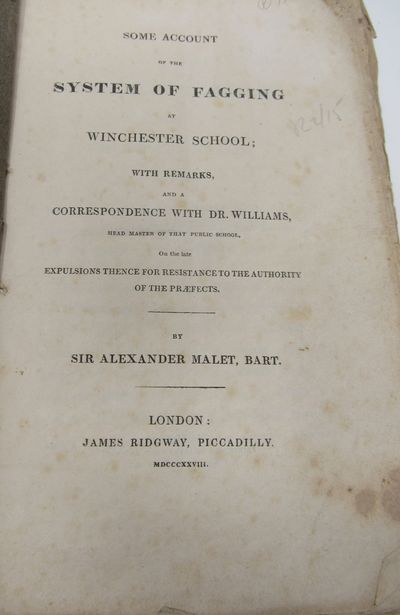 SOME ACCOUNT
OF THE
SYSTEM OF FAGGING
AT
WINCHESTER SCHOOL;
WITH REMARKS,
AND A
CORRESPONDENCE WITH DR. WILLIAMS,
HEAD MASTER OF THAT PUBLIC SCHOOL,
On the late
EXPULSIONS THENCE FOR RESISTANCE TO THE AUTHORITY
OF THE PRÆFECTS.
BY
SIR ALEXANDER MALET, BART.
LONDON:
JAMES RIDGWAY, PICCADILLY.
MDCCCXXVIII.